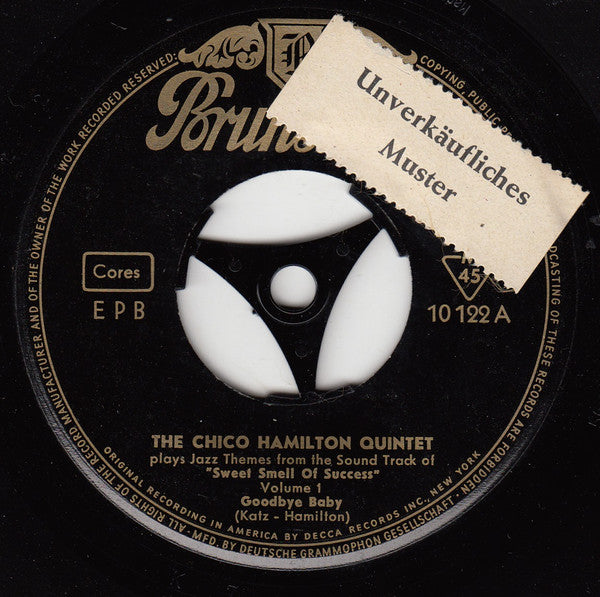 ALL RIGHTS OF THE RECORD MANUFACTURER AND OF THE OWNER OF THE WORK RECORDED RESERVED:
COPYING, PUBLIC
OF THESE RECORDS ARE FORBIDDEN
Unverkäufliches
Muster
Cores
EPB
45
10 122 A
THE CHICO HAMILTON QUINTET
plays Jazz Themes from the Sound Track of
"Sweet Smell Of Success"
Volume 1
Goodbye Baby
(Katz - Hamilton)
ORIGINAL RECORDING IN AMERICA BY DECCA RECORDS INC., NEW YORK
MFD. BY DEUTSCHE GRAMMOPHON GESELLSCHAFT